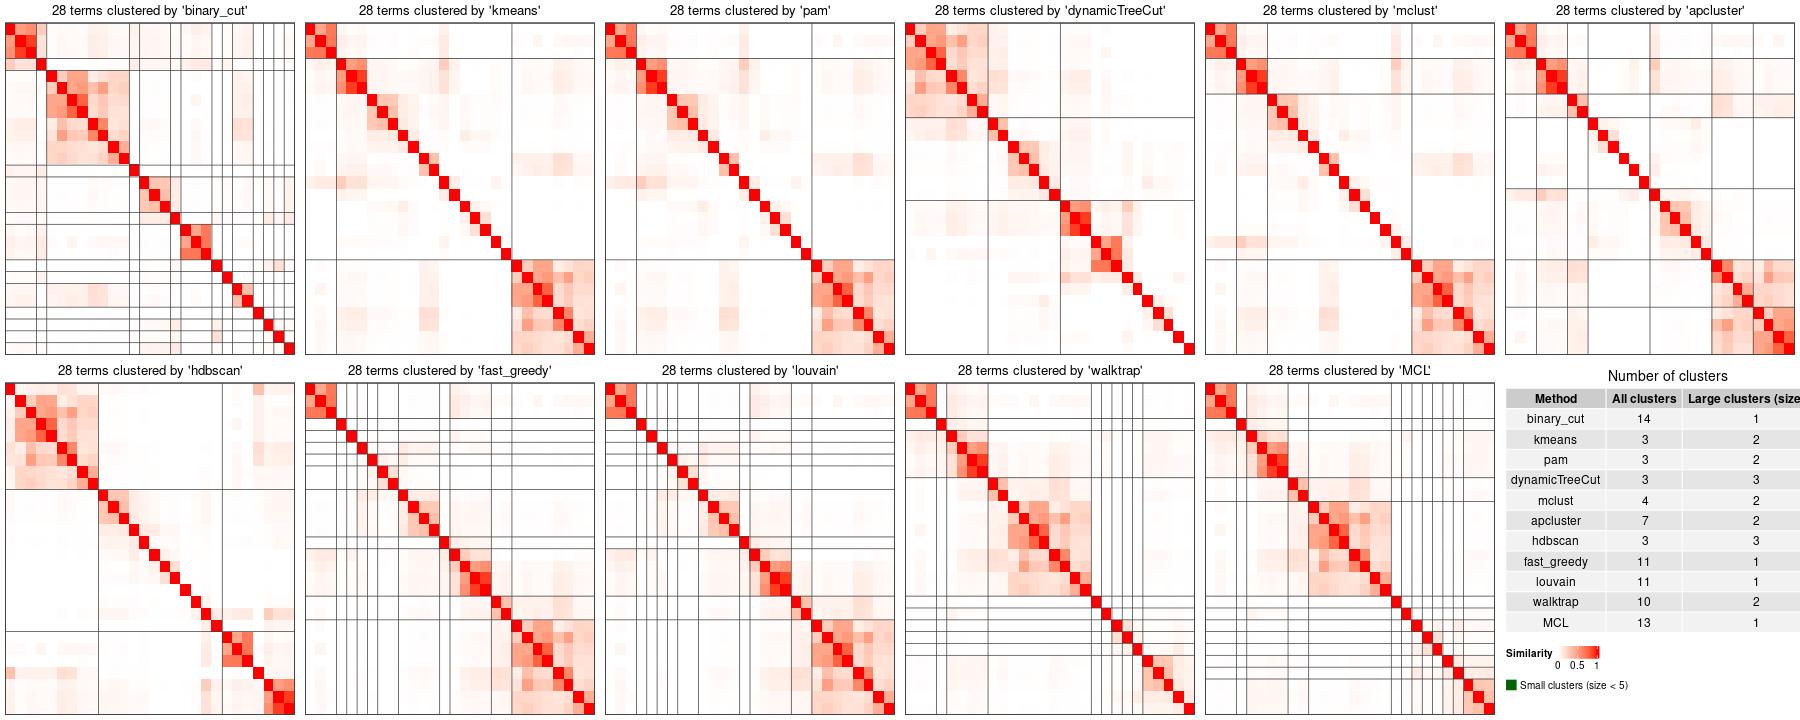 28 terms clustered by 'binary_cut'
28 terms clustered by 'kmeans'
28 terms clustered by 'pam'
28 terms clustered by 'dynamicTreeCut'
28 terms clustered by 'mclust'
28 terms clustered by 'apcluster'
28 terms clustered by 'hdbscan'
28 terms clustered by 'fast_greedy'
28 terms clustered by 'louvain'
28 terms clustered by 'walktrap'
28 terms clustered by 'MCL'
Number of clusters
Method All clusters Large clusters (size
binary_cut 14 1
kmeans 3 2
pam 3 2
dynamicTreeCut 3 3
mclust 4 2
apcluster 7 2
hdbscan 3 3
fast_greedy 11 1
louvain 11 1
walktrap 10 2
MCL 13 1
Similarity
0 0.5 1
Small clusters (size < 5)